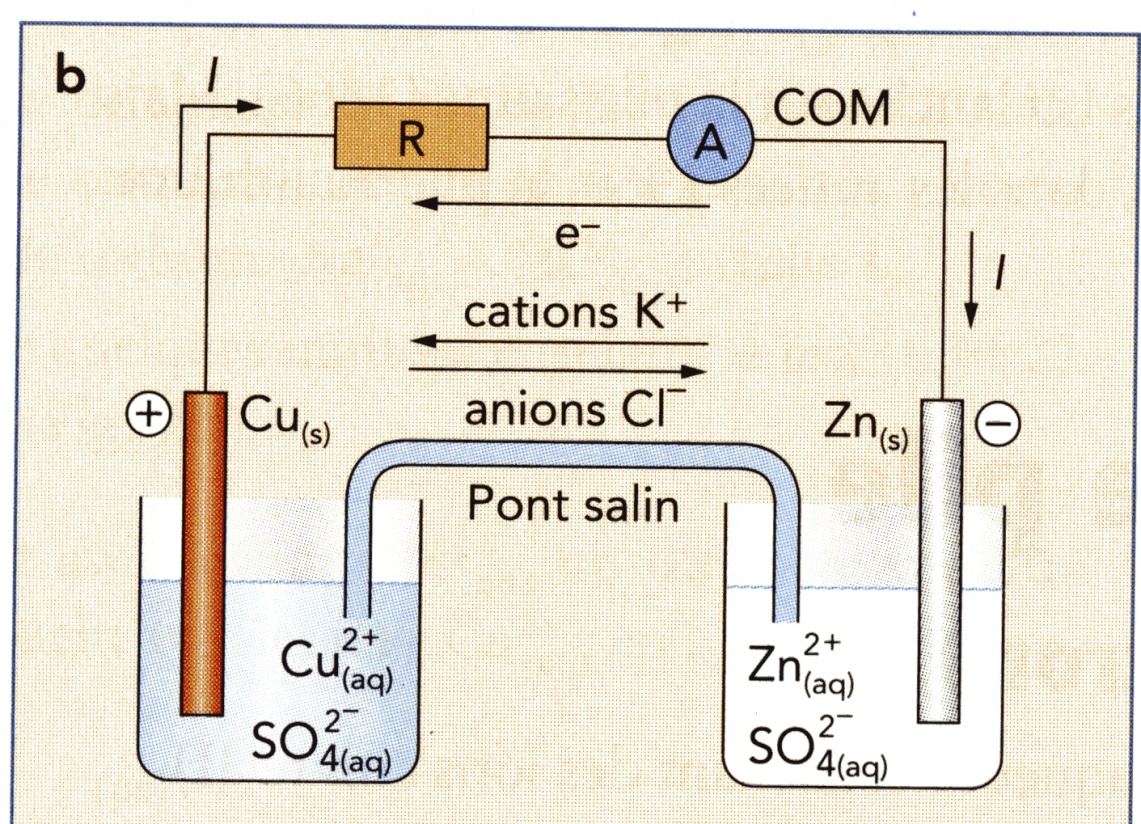 b
I
R
A
COM
e⁻
I
cations K⁺
anions Cl⁻
+
Cu(s)
Zn(s)
−
Pont salin
Cu²⁺(aq)
SO₄²⁻(aq)
Zn²⁺(aq)
SO₄²⁻(aq)